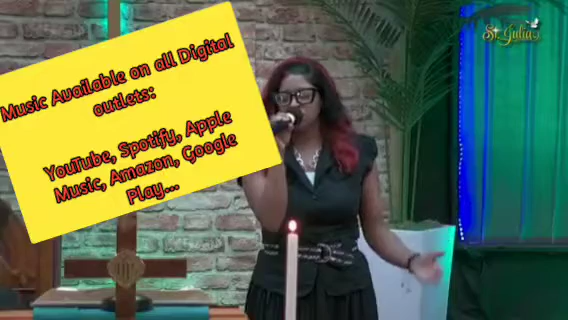 Music Available on all Digital
outlets:
YouTube, Spotify, Apple
Music, Amazon, Google
Play...
St. Julia